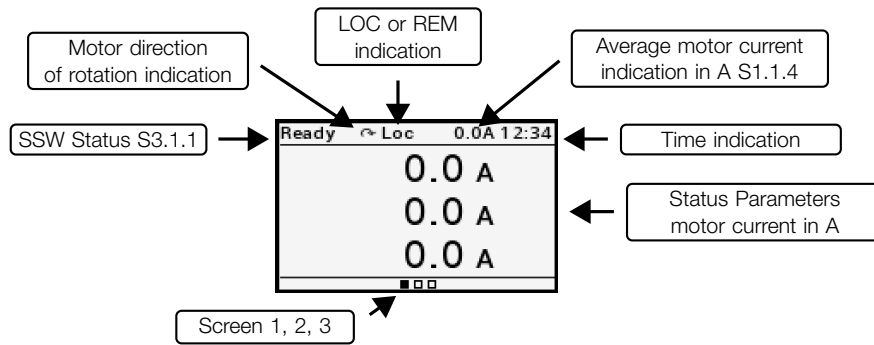 LOC or REM
indication
Motor direction
of rotation indication
Average motor current
indication in A S1.1.4
SSW Status S3.1.1
Ready Loc 0.0A 12:34
Time indication
0.0 A
0.0 A
0.0 A
Status Parameters
motor current in A
Screen 1, 2, 3